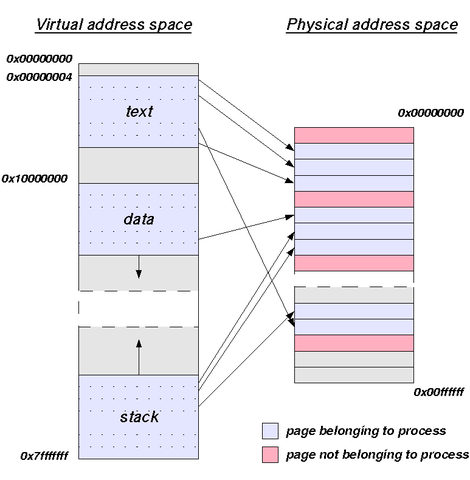 Virtual address space
Physical address space
0x00000000
0x00000004
text
0x10000000
data
stack
0x7fffffff
0x00000000
0x00ffffff
page belonging to process
page not belonging to process